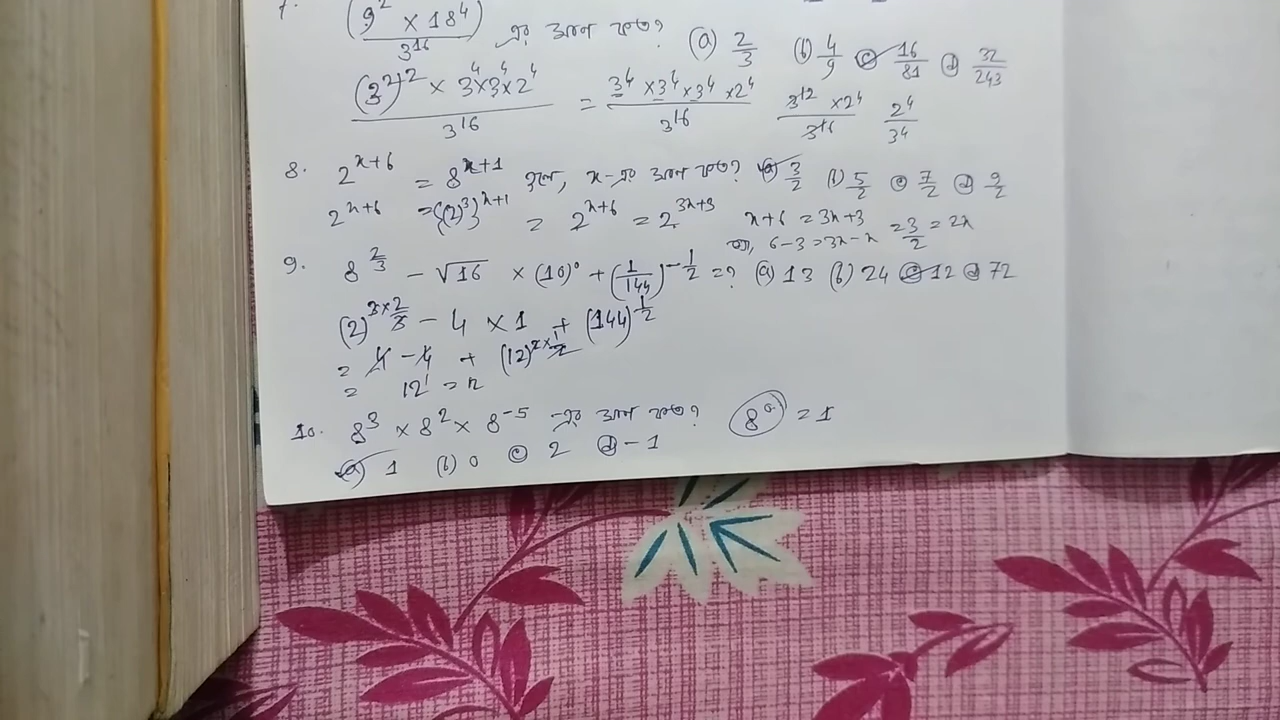 7. (9² × 18⁴)/3¹⁶ এর মান কত? (a) 2/3 (b) 4/9 (c) 16/81 (d) 32/243
((3²)² × 3⁴×3⁴×2⁴)/3¹⁶ = (3⁴×3⁴×3⁴×2⁴)/3¹⁶ (3¹²×2⁴)/3¹⁶ 2⁴/3⁴
8. 2^(x+6) = 8^(x+1) হলে, x-এর মান কত? (a) 3/2 (b) 5/2 (c) 7/2 (d) 9/2
2^(x+6) = {(2)³}^(x+1) = 2^(x+6) = 2^(3x+3) x+6 = 3x+3
বা, 6-3=3x-x = 3/2 = 2x
9. 8^(2/3) - √16 × (10)⁰ + (1/144)^(-1/2) = ? (a) 13 (b) 24 (c) 12 (d) 72
(2)^(3×2/3) - 4 × 1 + (144)^(1/2)
= 4 - 4 + (12)^(2×1/2)
= 12¹ = 12
10. 8³ × 8² × 8⁻⁵ -এর মান কত? 8⁰ = 1
(a) 1 (b) 0 (c) 2 (d) -1